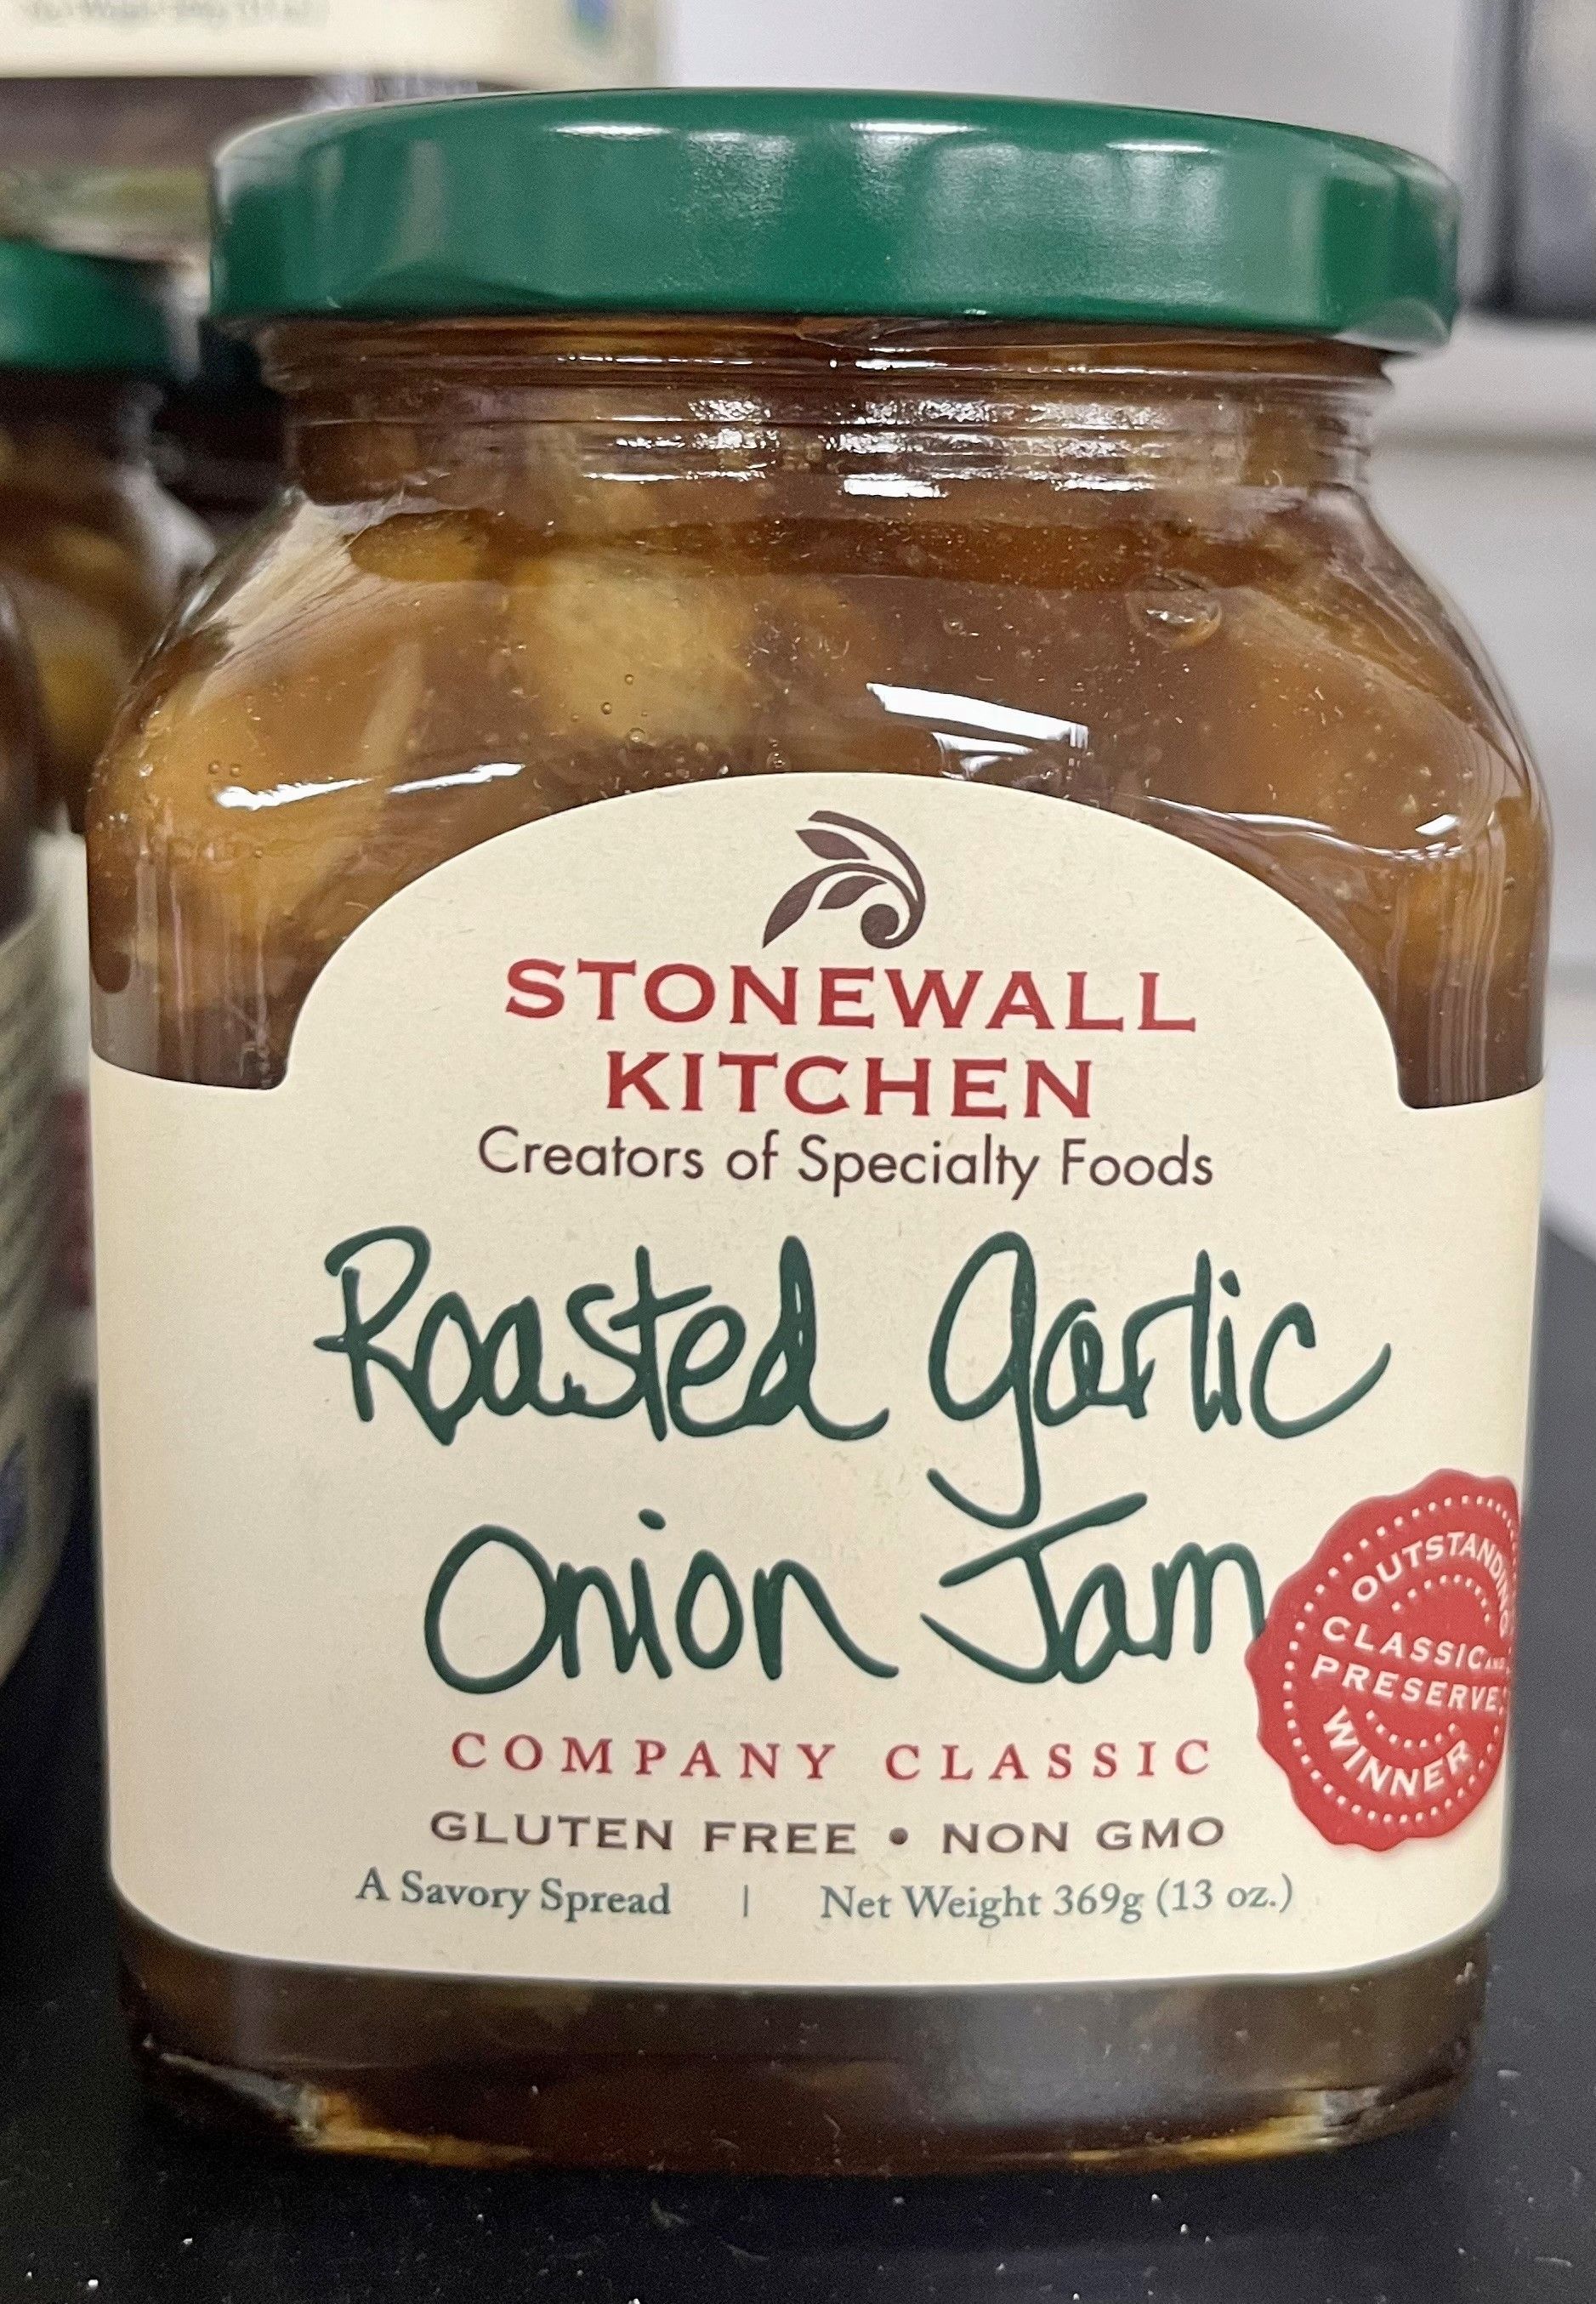 STONEWALL
KITCHEN
Creators of Specialty Foods
Roasted Garlic
Onion Jam
OUTSTANDING
CLASSIC AND
PRESERVE
WINNER
COMPANY CLASSIC
GLUTEN FREE • NON GMO
A Savory Spread | Net Weight 369g (13 oz.)